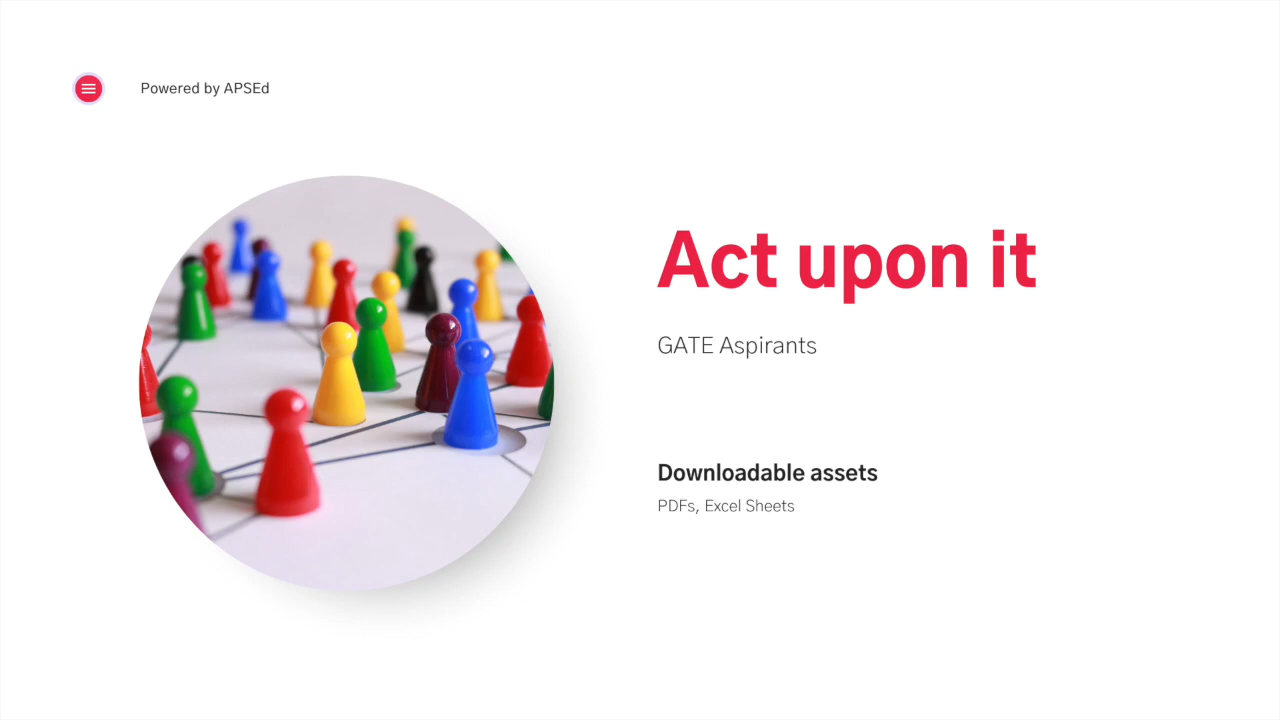 Powered by APSEd
Act upon it
GATE Aspirants
Downloadable assets
PDFs, Excel Sheets